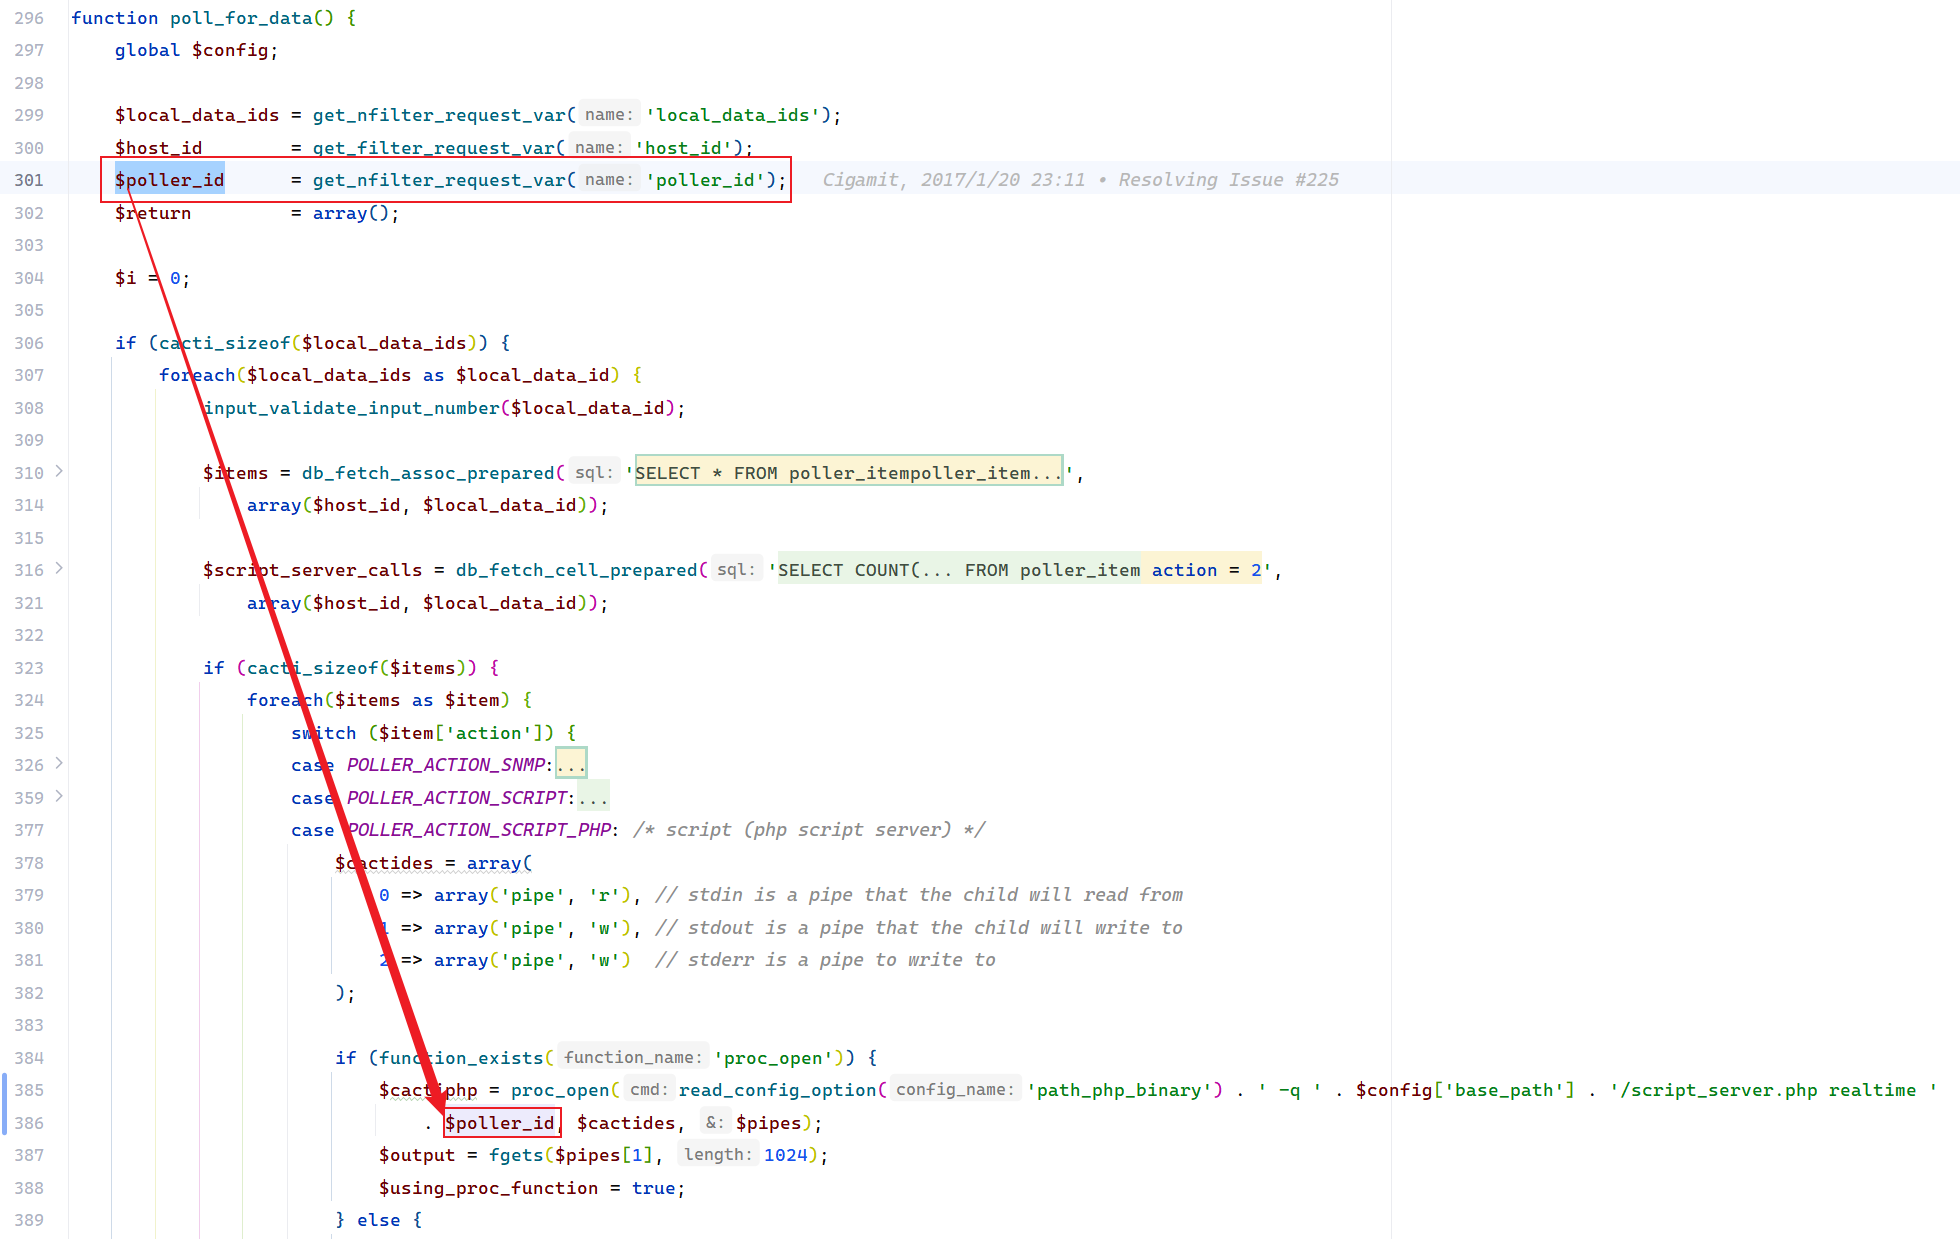 296 function poll_for_data() {
297 global $config;
298
299 $local_data_ids = get_nfilter_request_var( name: 'local_data_ids');
300 $host_id = get_filter_request_var( name: 'host_id');
301 $poller_id = get_nfilter_request_var( name: 'poller_id'); Cigamit, 2017/1/20 23:11 • Resolving Issue #225
302 $return = array();
303
304 $i = 0;
305
306 if (cacti_sizeof($local_data_ids)) {
307 foreach($local_data_ids as $local_data_id) {
308 input_validate_input_number($local_data_id);
309
310 $items = db_fetch_assoc_prepared( sql: 'SELECT * FROM poller_itempoller_item...',
314 array($host_id, $local_data_id));
315
316 $script_server_calls = db_fetch_cell_prepared( sql: 'SELECT COUNT(... FROM poller_item action = 2',
321 array($host_id, $local_data_id));
322
323 if (cacti_sizeof($items)) {
324 foreach($items as $item) {
325 switch ($item['action']) {
326 case POLLER_ACTION_SNMP:...
359 case POLLER_ACTION_SCRIPT:...
377 case POLLER_ACTION_SCRIPT_PHP: /* script (php script server) */
378 $cactides = array(
379 0 => array('pipe', 'r'), // stdin is a pipe that the child will read from
380 1 => array('pipe', 'w'), // stdout is a pipe that the child will write to
381 2 => array('pipe', 'w') // stderr is a pipe to write to
382 );
383
384 if (function_exists( function_name: 'proc_open')) {
385 $cactiphp = proc_open( cmd: read_config_option( config_name: 'path_php_binary') . ' -q ' . $config['base_path'] . '/script_server.php realtime '
386 . $poller_id, $cactides, &: $pipes);
387 $output = fgets($pipes[1], length: 1024);
388 $using_proc_function = true;
389 } else {